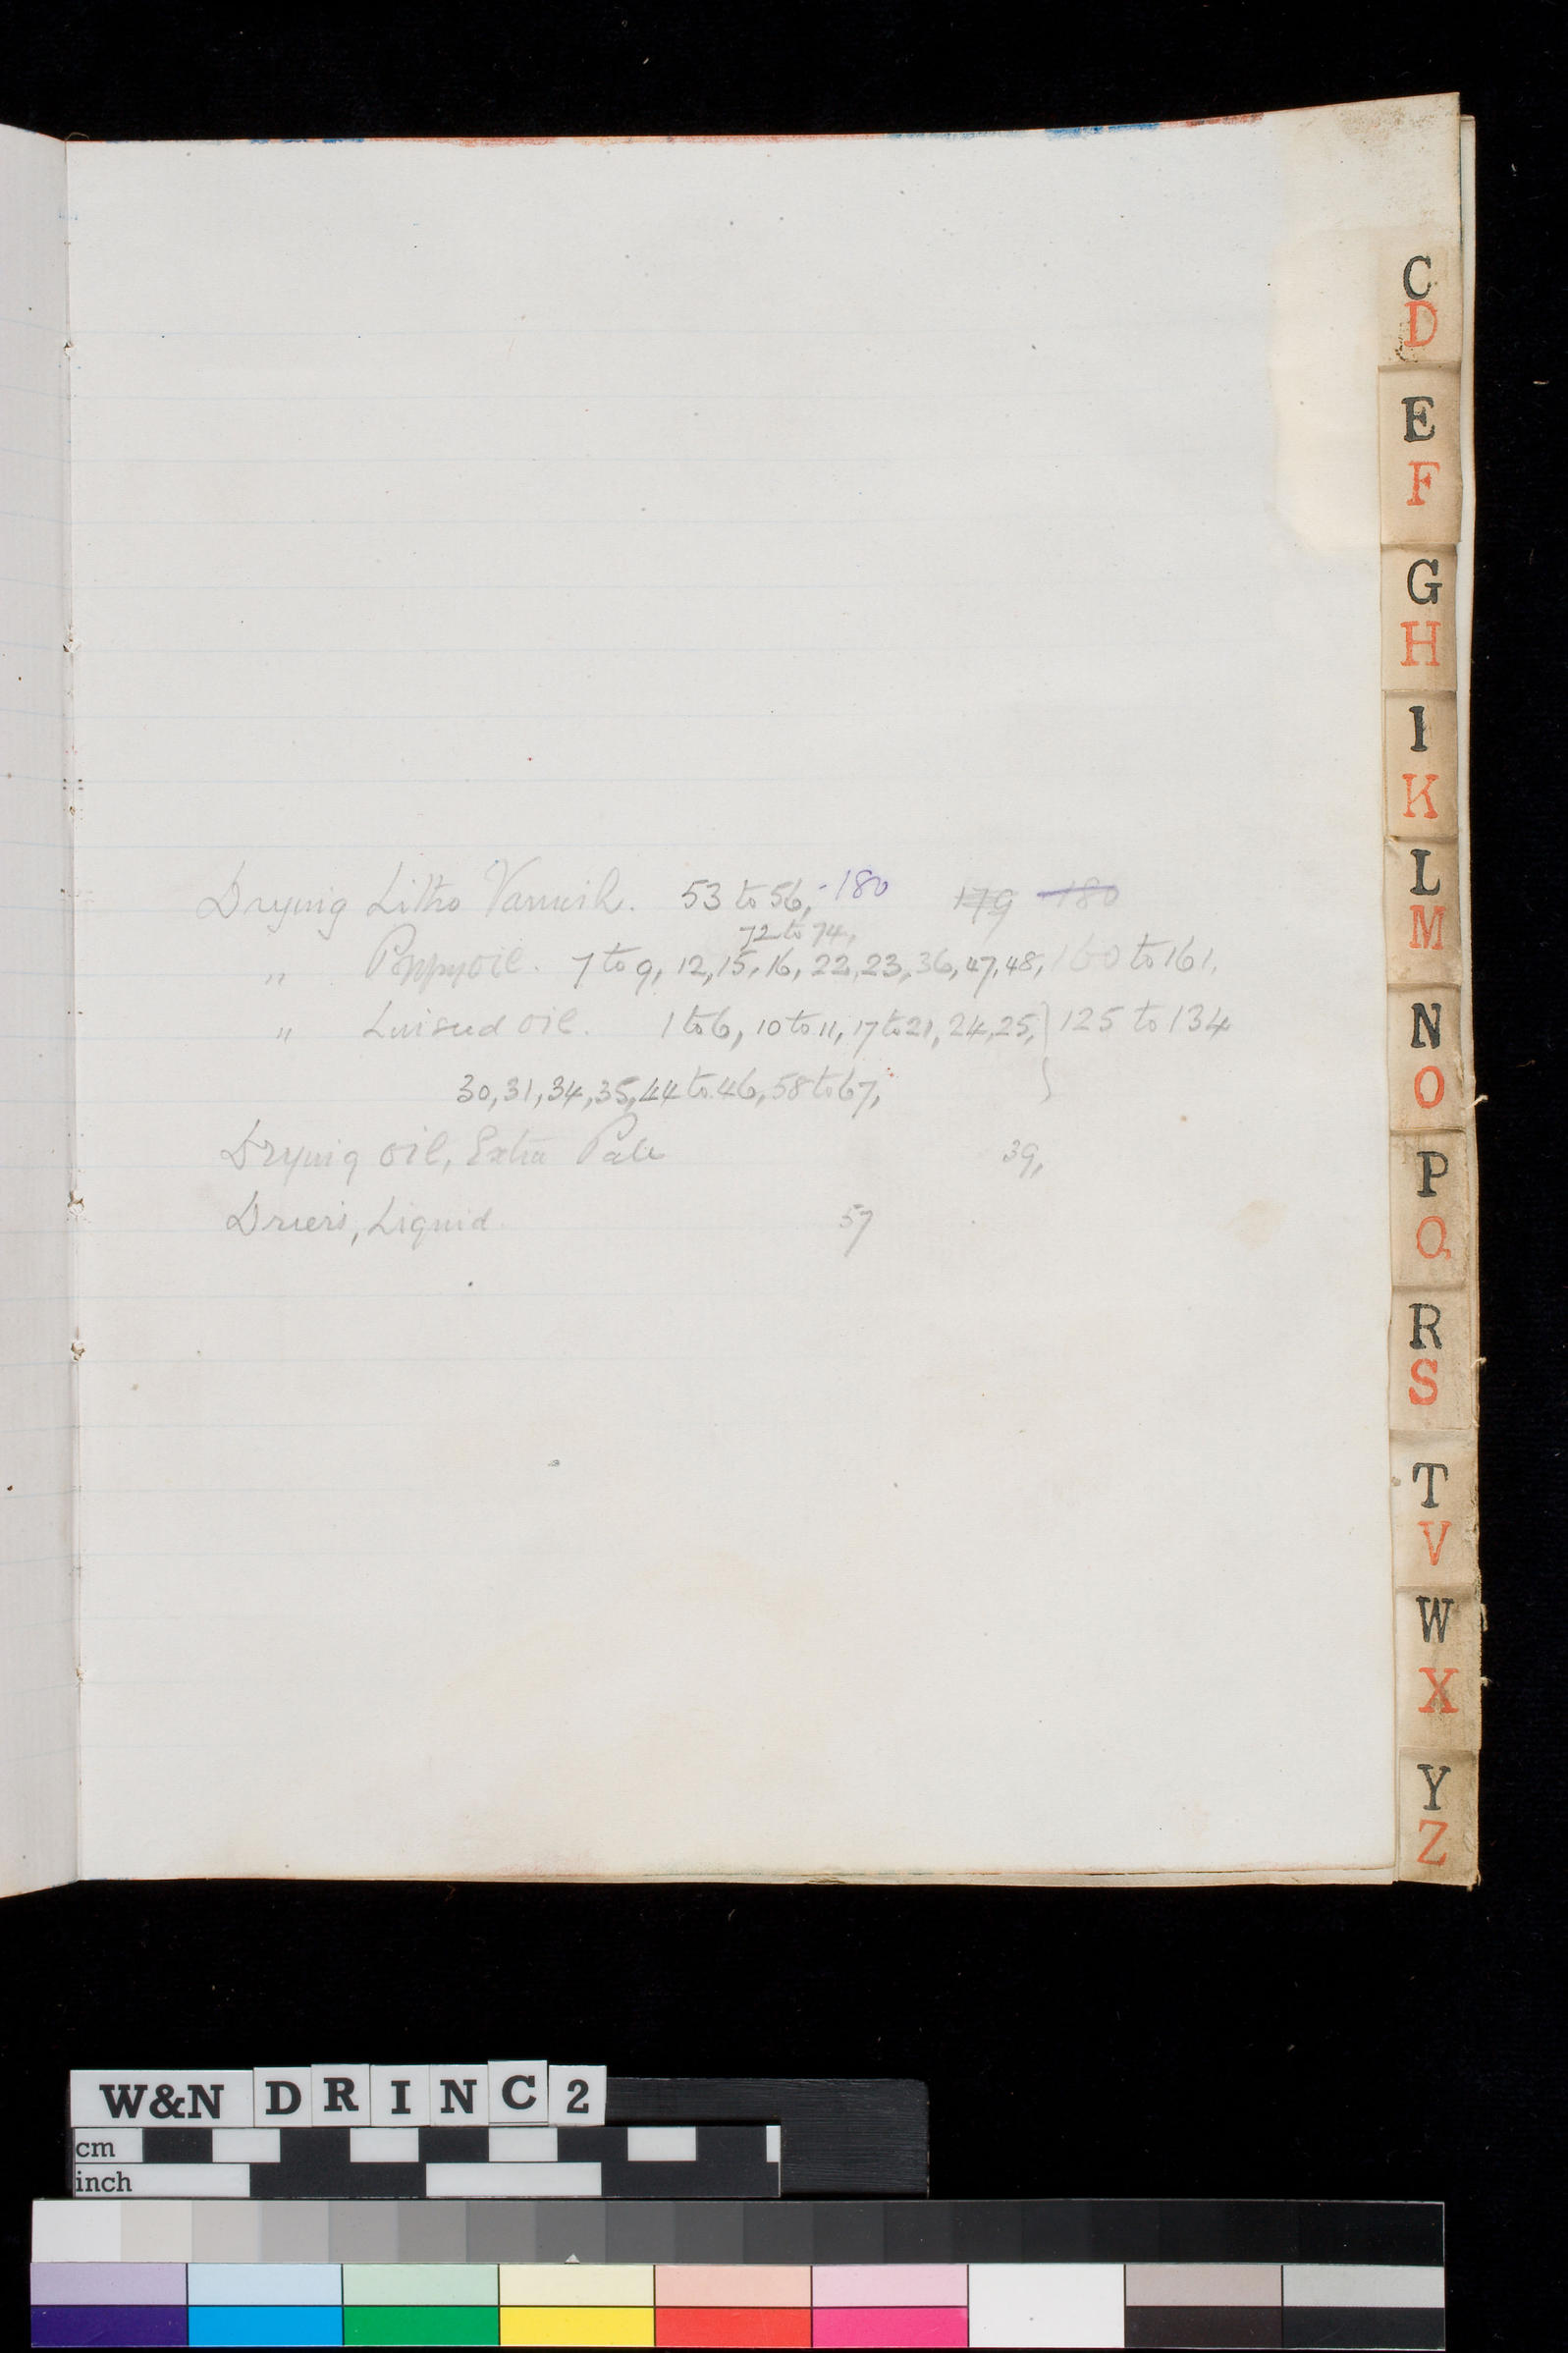 Drying Litho Varnish. 53 to 56, -180 179 -180
72 to 74,
" Poppy oil. 7 to 9, 12, 15, 16, 22, 23, 36, 47, 48, 160 to 161,
" Linseed oil. 1 to 6, 10 to 11, 17 to 21, 24, 25, } 125 to 134
30, 31, 34, 35, 44 to 46, 58 to 67, }
Drying oil, Extra Pale 39,
Driers, Liquid 57
C
D
E
F
G
H
I
K
L
M
N
O
P
Q
R
S
T
V
W
X
Y
Z
W&N DRINC2
cm
inch